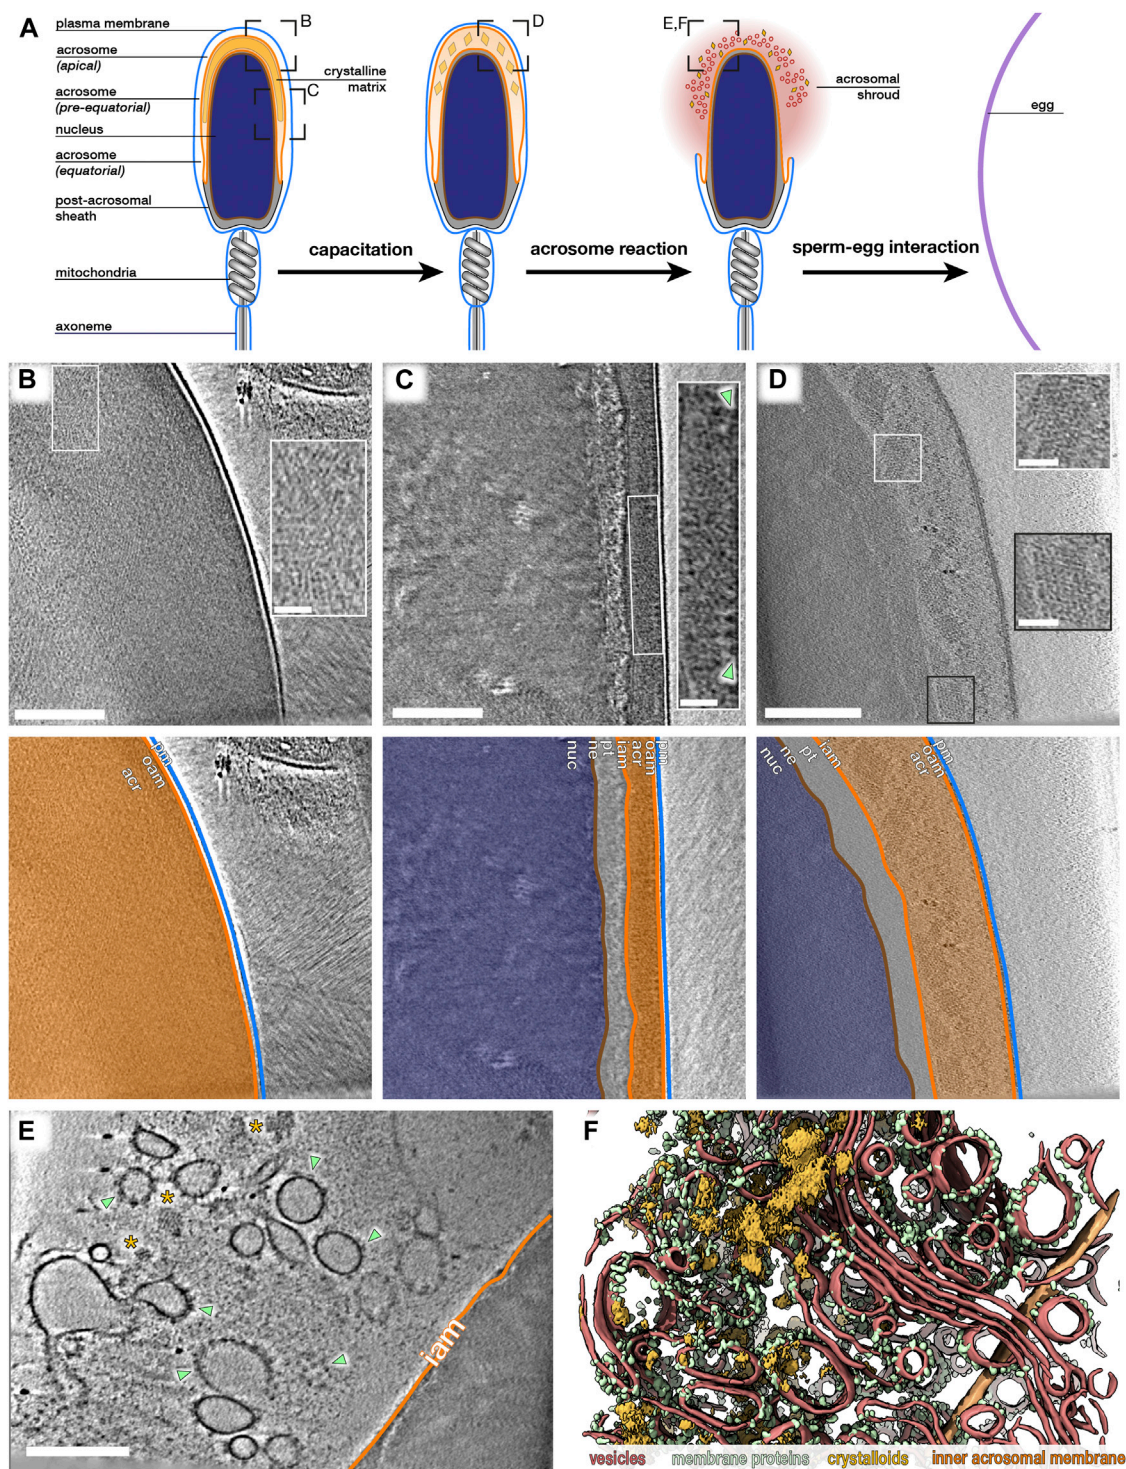 A
plasma membrane
acrosome
(apical)
acrosome
(pre-equatorial)
nucleus
acrosome
(equatorial)
post-acrosomal
sheath
mitochondria
axoneme
B
crystalline
matrix
C
D
E,F
acrosomal
shroud
egg
capacitation
acrosome reaction
sperm-egg interaction
B
C
D
pm
oam
acr
pm
oam
acr
iam
pt
ne
nuc
pm
oam
acr
iam
pt
ne
nuc
E
iam
F
vesicles membrane proteins crystalloids inner acrosomal membrane